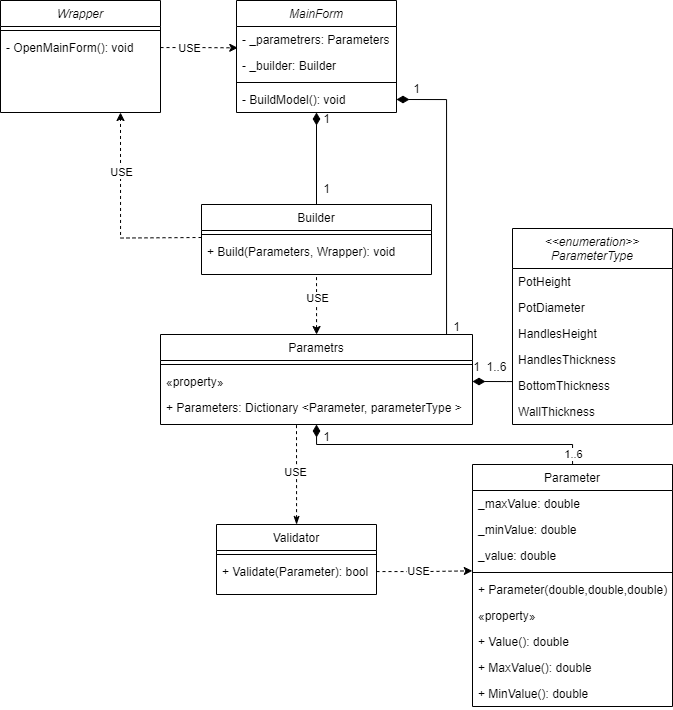 Wrapper
- OpenMainForm(): void
USE
MainForm
- _parametrers: Parameters
- _builder: Builder
- BuildModel(): void
1
1
USE
1
Builder
+ Build(Parameters, Wrapper): void
USE
1
Parametrs
«property»
+ Parameters: Dictionary <Parameter, parameterType >
1 1..6
<<enumeration>>
ParameterType
PotHeight
PotDiameter
HandlesHeight
HandlesThickness
BottomThickness
WallThickness
1
1..6
USE
Validator
+ Validate(Parameter): bool
USE
Parameter
_maxValue: double
_minValue: double
_value: double
+ Parameter(double,double,double)
«property»
+ Value(): double
+ MaxValue(): double
+ MinValue(): double